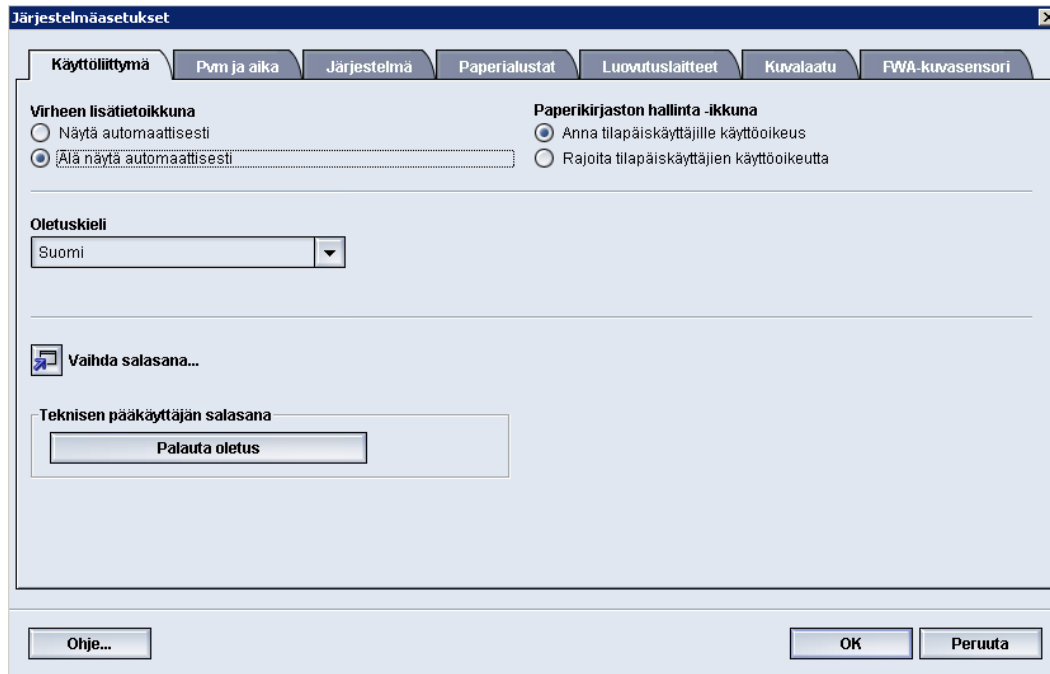 Järjestelmäasetukset
Käyttöliittymä
Pvm ja aika
Järjestelmä
Paperialustat
Luovutuslaitteet
Kuvalaatu
FWA-kuvasensori
Virheen lisätietoikkuna
Näytä automaattisesti
Älä näytä automaattisesti
Paperikirjaston hallinta -ikkuna
Anna tilapäiskäyttäjille käyttöoikeus
Rajoita tilapäiskäyttäjien käyttöoikeutta
Oletuskieli
Suomi
Vaihda salasana...
Teknisen pääkäyttäjän salasana
Palauta oletus
Ohje...
OK
Peruuta